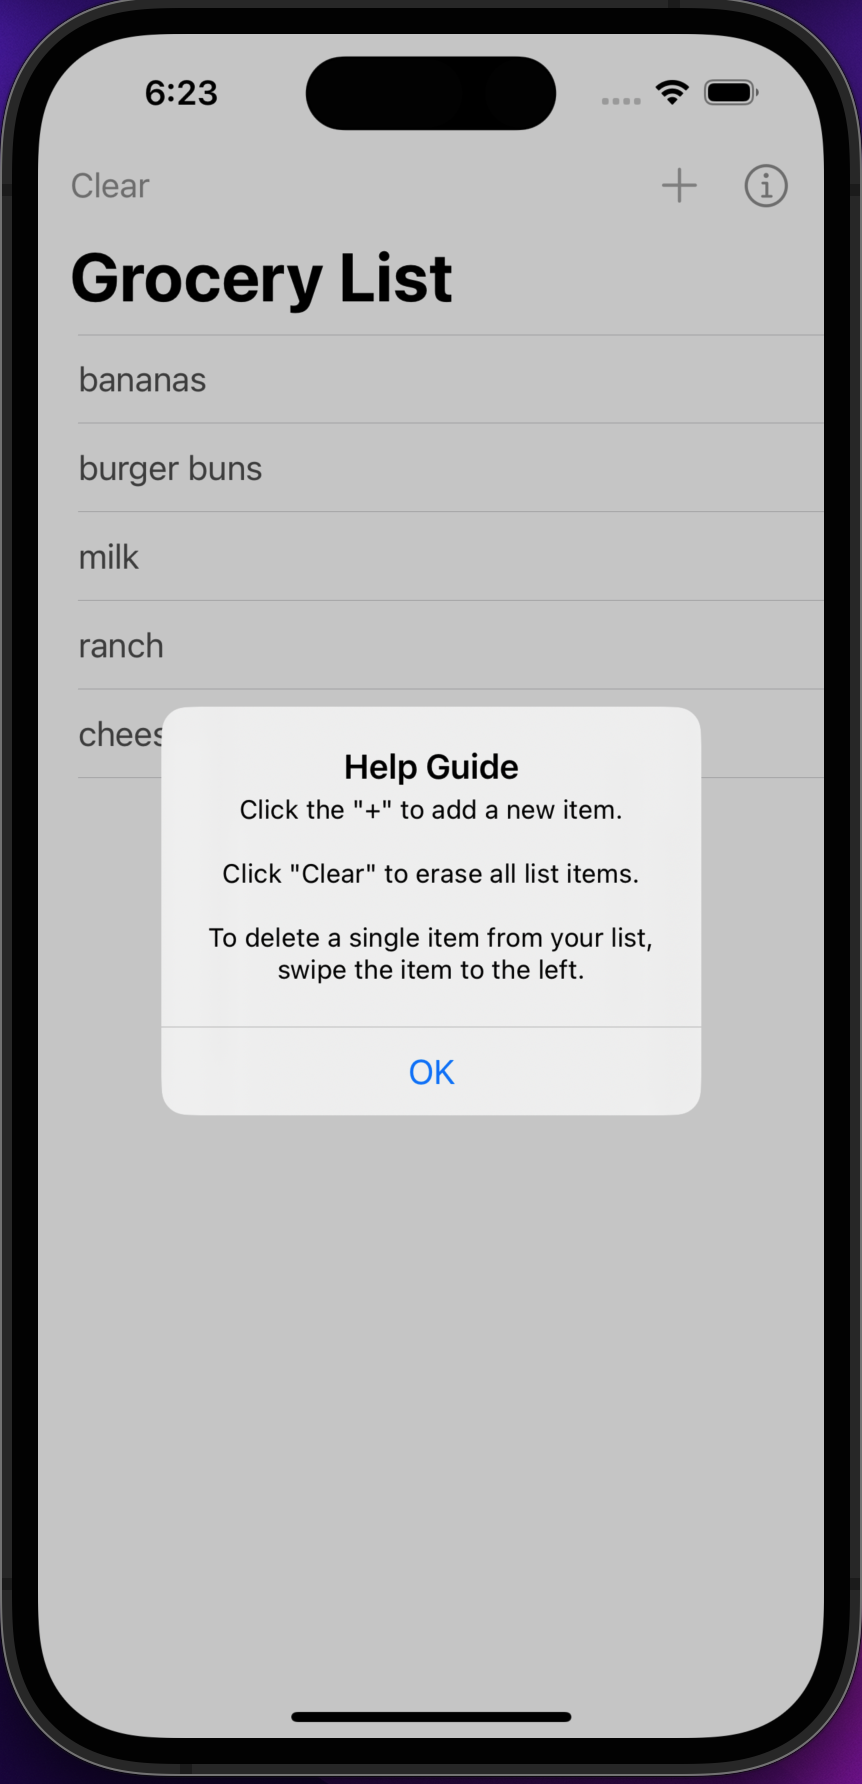 6:23
Clear
Grocery List
bananas
burger buns
milk
ranch
Help Guide
Click the "+" to add a new item.
Click "Clear" to erase all list items.
To delete a single item from your list,
swipe the item to the left.
OK